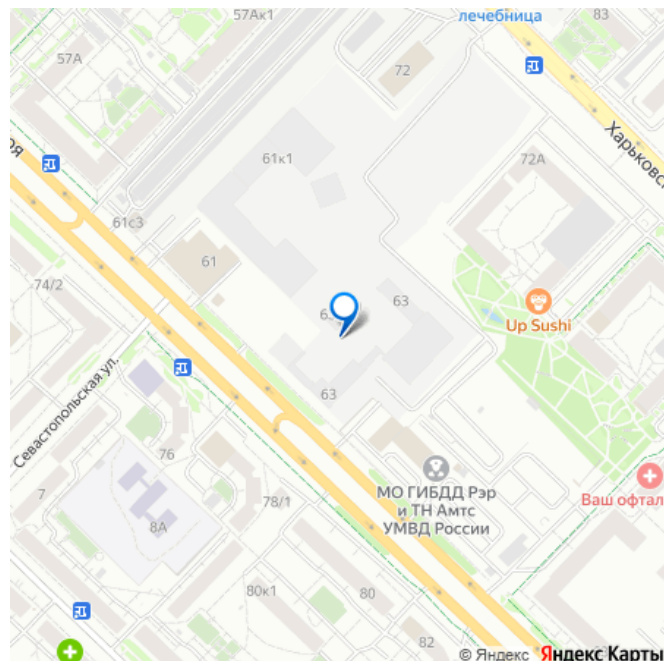 57Ак1
83
лечебница
57А
72
Харьковс
61к1
72А
оя
61с3
61
74/2
63
6
Up Sushi
Севастопольская ул.
63
76
МО ГИБДД Рэр
и ТН Амтс
УМВД России
Ваш офтал
7
78/1
8А
80к1
80
82
© Яндекс Яндекс Карты